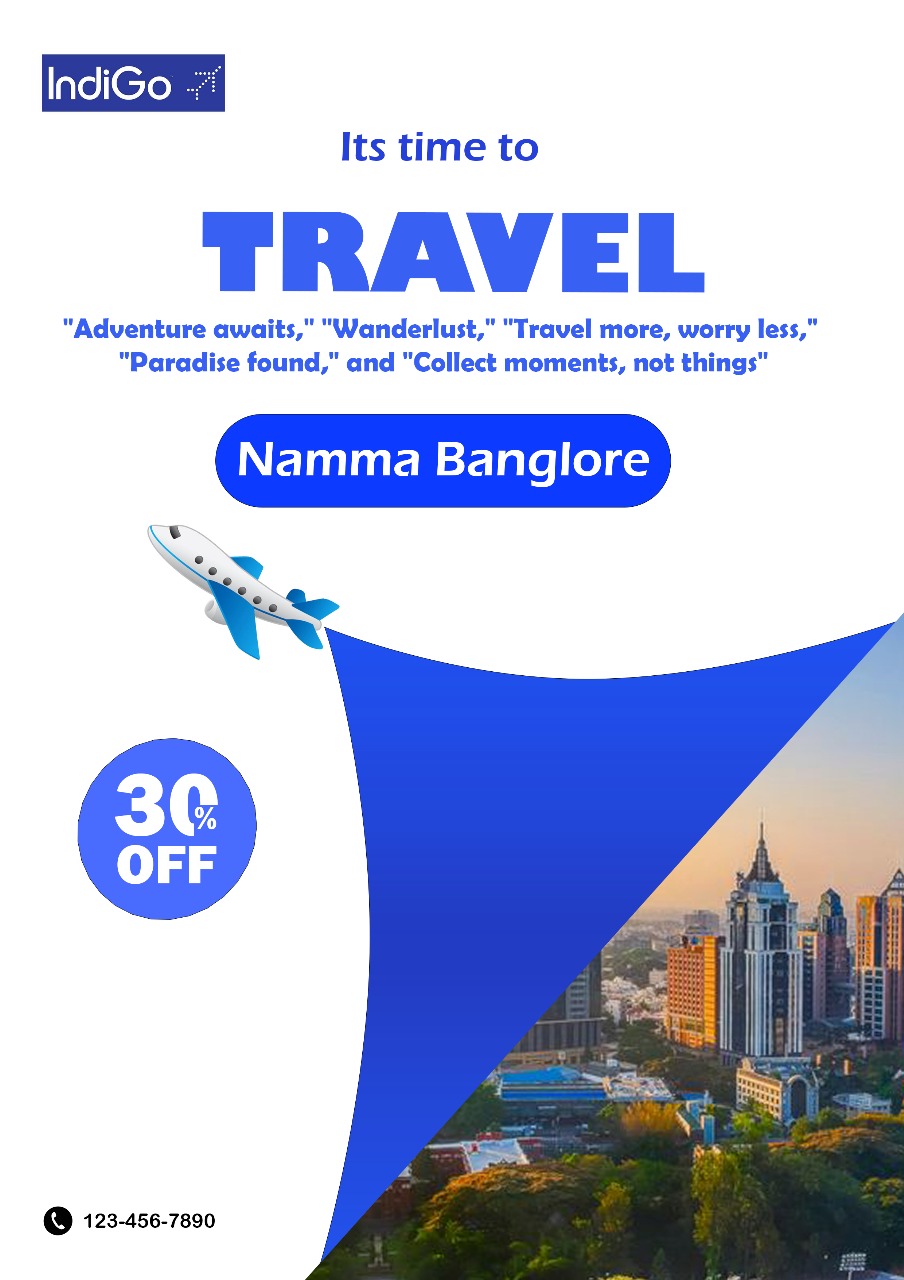 IndiGo
Its time to
TRAVEL
"Adventure awaits," "Wanderlust," "Travel more, worry less,"
"Paradise found," and "Collect moments, not things"
Namma Banglore
30%
OFF
123-456-7890